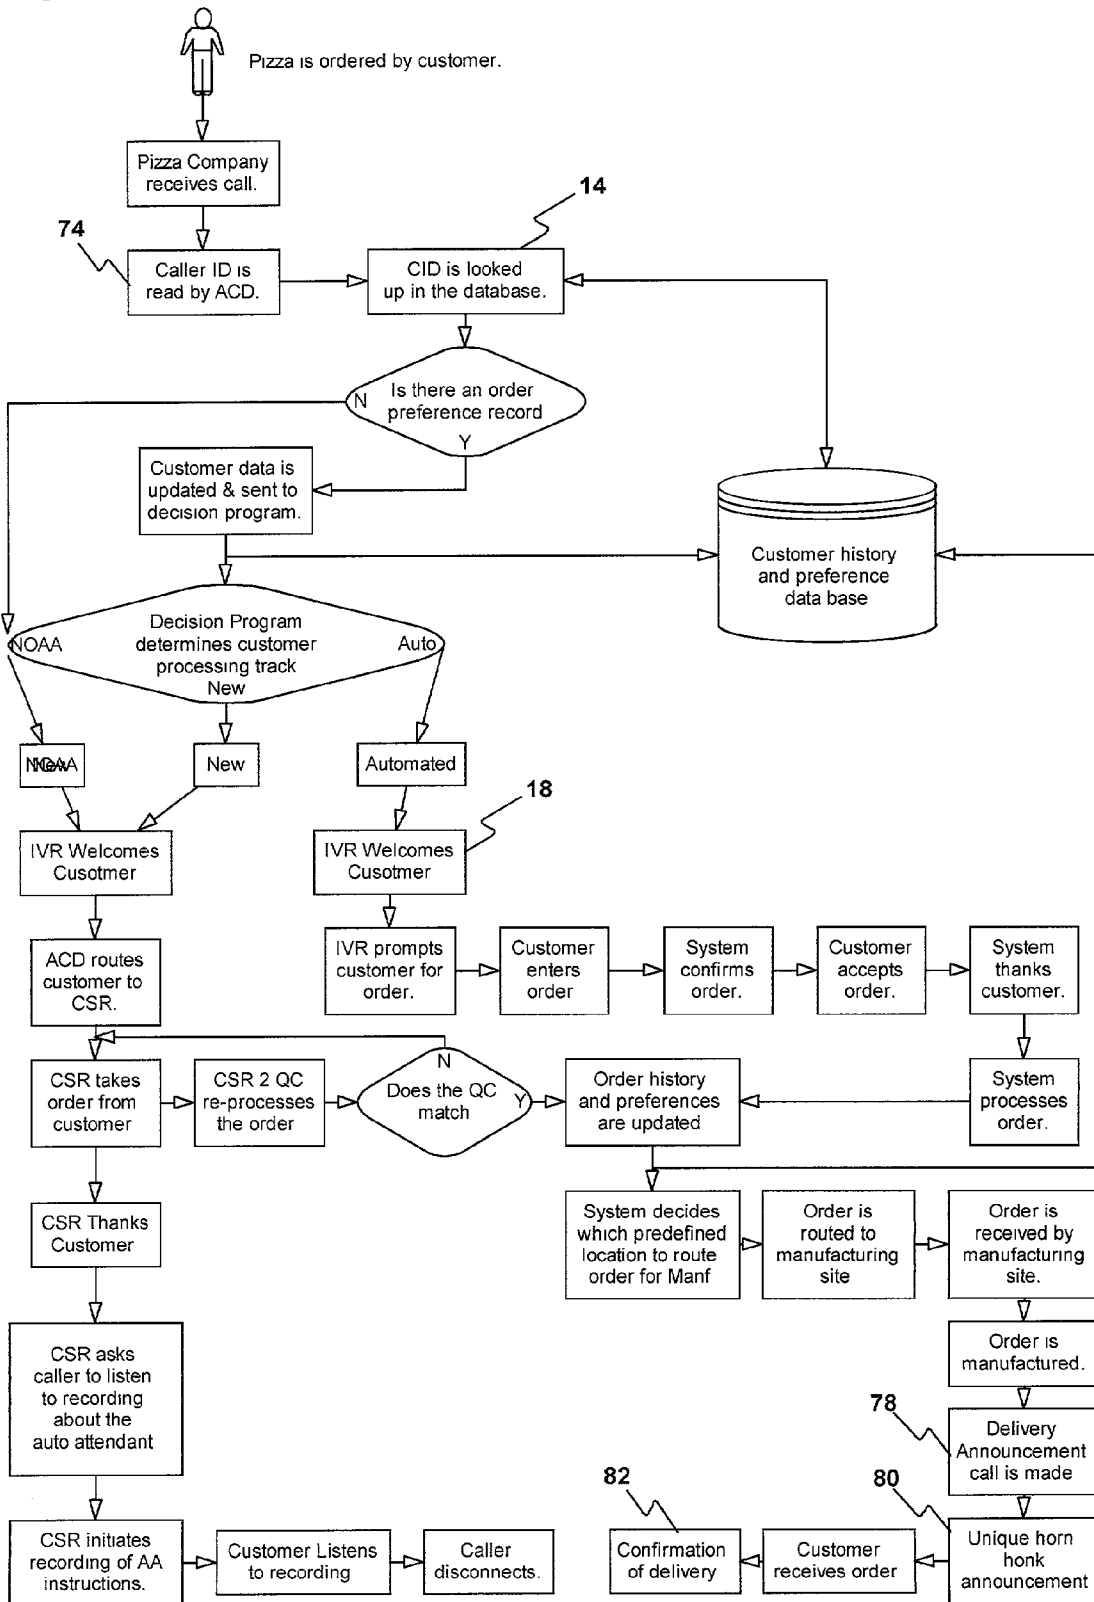 Pizza is ordered by customer.
Pizza Company
receives call.
14
74
Caller ID is
read by ACD.
CID is looked
up in the database.
Is there an order
preference record
N
Y
Customer data is
updated & sent to
decision program.
Customer history
and preference
data base
Decision Program
determines customer
processing track
NOAA
Auto
New
New
Automated
18
IVR Welcomes
Cusotmer
IVR Welcomes
Cusotmer
ACD routes
customer to
CSR.
IVR prompts
customer for
order.
Customer
enters
order
System
confirms
order.
Customer
accepts
order.
System
thanks
customer.
CSR takes
order from
customer
CSR 2 QC
re-processes
the order
N
Does the QC
match
Y
Order history
and preferences
are updated
System
processes
order.
CSR Thanks
Customer
System decides
which predefined
location to route
order for Manf
Order is
routed to
manufacturing
site
Order is
received by
manufacturing
site.
CSR asks
caller to listen
to recording
about the
auto attendant
Order is
manufactured.
78
Delivery
Announcement
call is made
82
80
CSR initiates
recording of AA
instructions.
Customer Listens
to recording
Caller
disconnects.
Confirmation
of delivery
Customer
receives order
Unique horn
honk
announcement